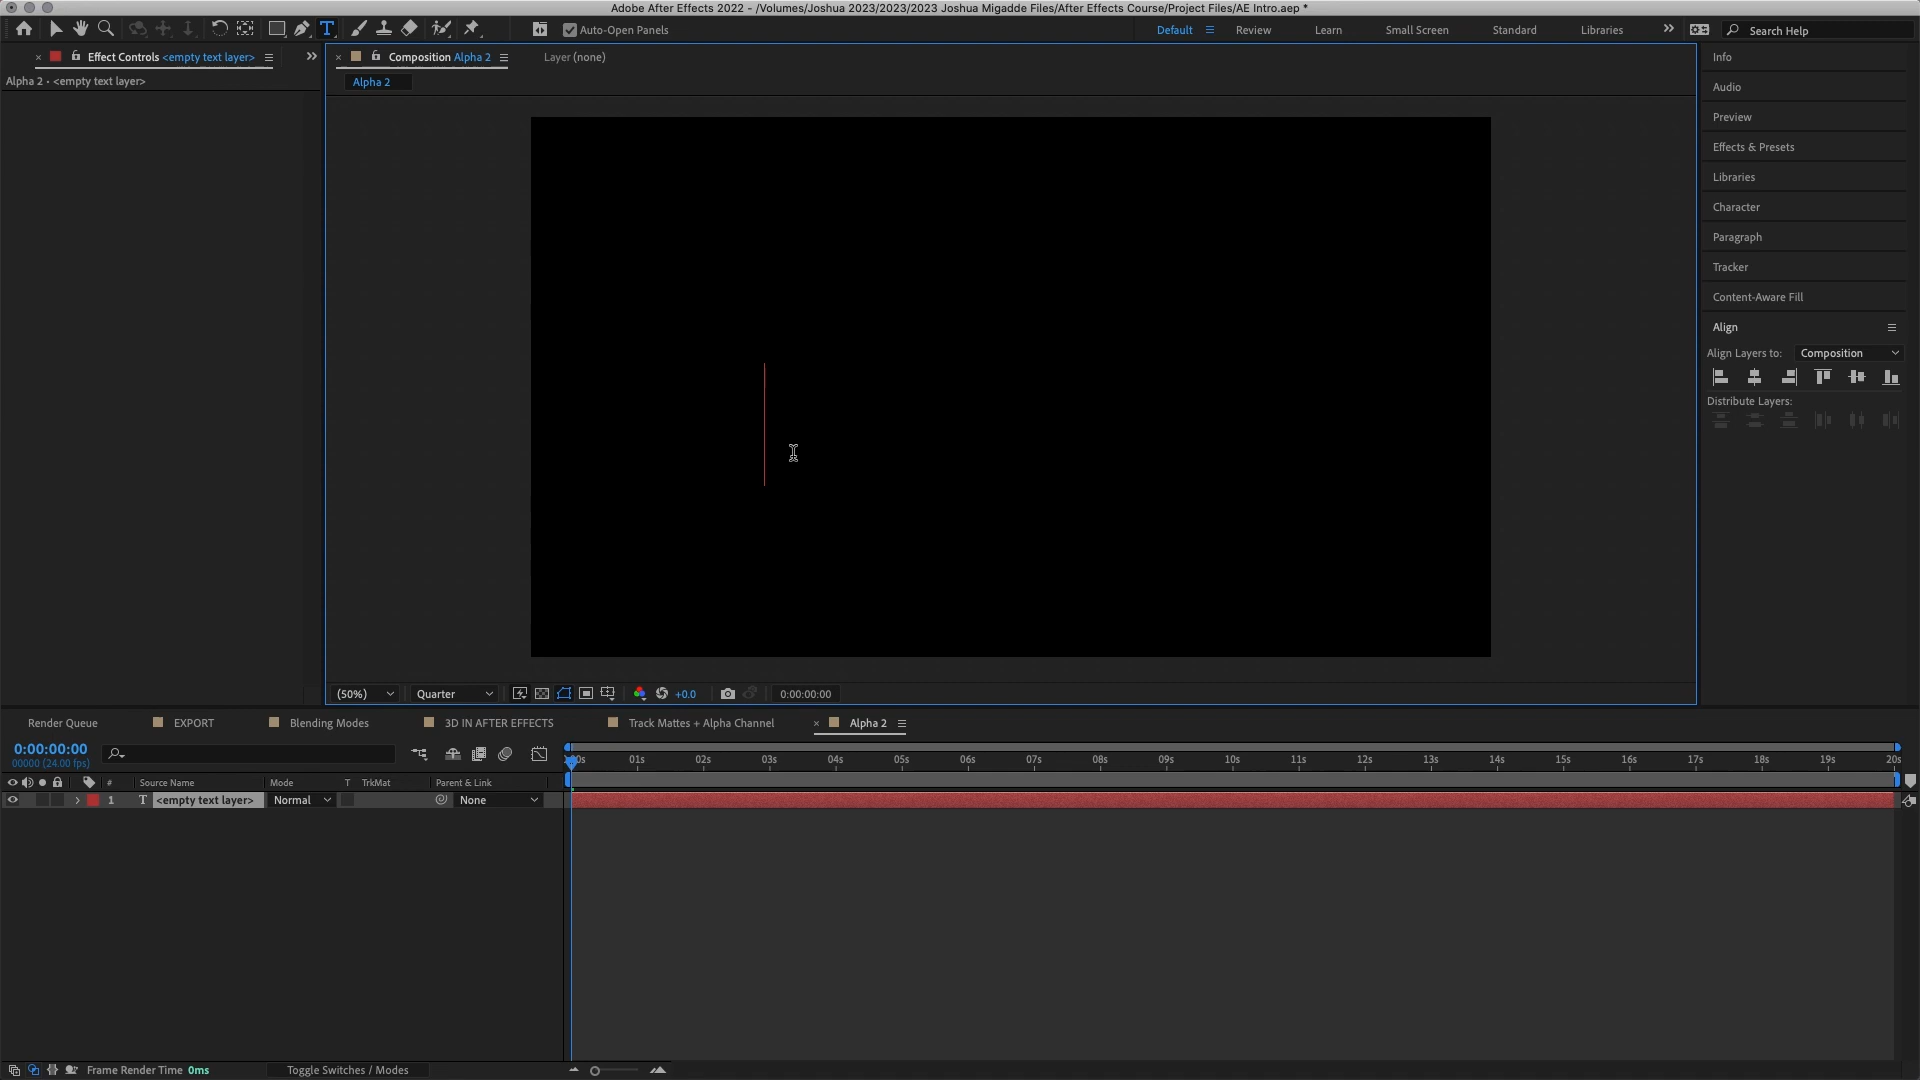 Adobe After Effects 2022 - /Volumes/Joshua 2023/2023/2023 Joshua Migadde Files/After Effects Course/Project Files/AE Intro.aep *
Auto-Open Panels
Default
Review
Learn
Small Screen
Standard
Libraries
Search Help
Effect Controls <empty text layer>
Composition Alpha 2
Layer (none)
Alpha 2 • <empty text layer>
Alpha 2
Info
Audio
Preview
Effects & Presets
Libraries
Character
Paragraph
Tracker
Content-Aware Fill
Align
Align Layers to: Composition
Distribute Layers:
(50%)
Quarter
+0.0
0:00:00:00
Render Queue
EXPORT
Blending Modes
3D IN AFTER EFFECTS
Track Mattes + Alpha Channel
Alpha 2
0:00:00:00
00000 (24.00 fps)
01s 02s 03s 04s 05s 06s 07s 08s 09s 10s 11s 12s 13s 14s 15s 16s 17s 18s 19s 20s
# Source Name Mode T TrkMat Parent & Link
1 T <empty text layer> Normal None
Frame Render Time 0ms
Toggle Switches / Modes